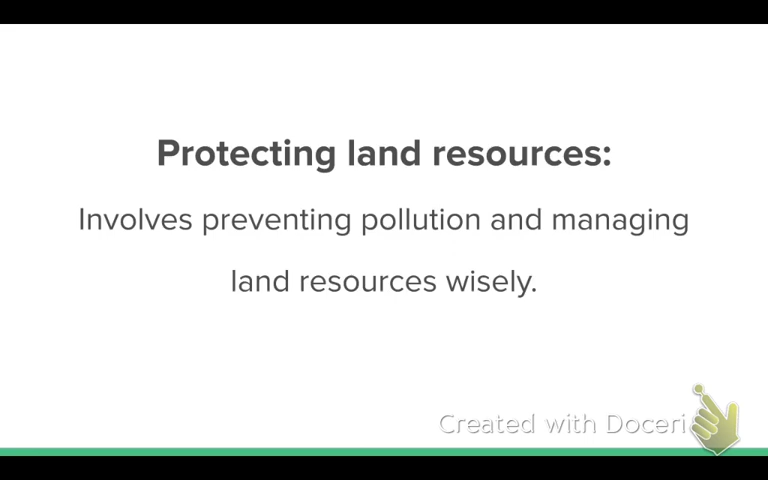 Protecting land resources:
Involves preventing pollution and managing
land resources wisely.
Created with Doceri